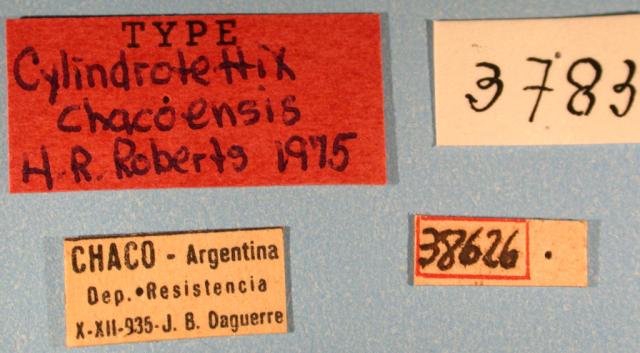 TYPE
Cylindrotettix
chacoensis
H. R. Roberts 1975
3783
CHACO - Argentina
Dep. • Resistencia
X-XII-935-J. B. Daguerre
38626 .